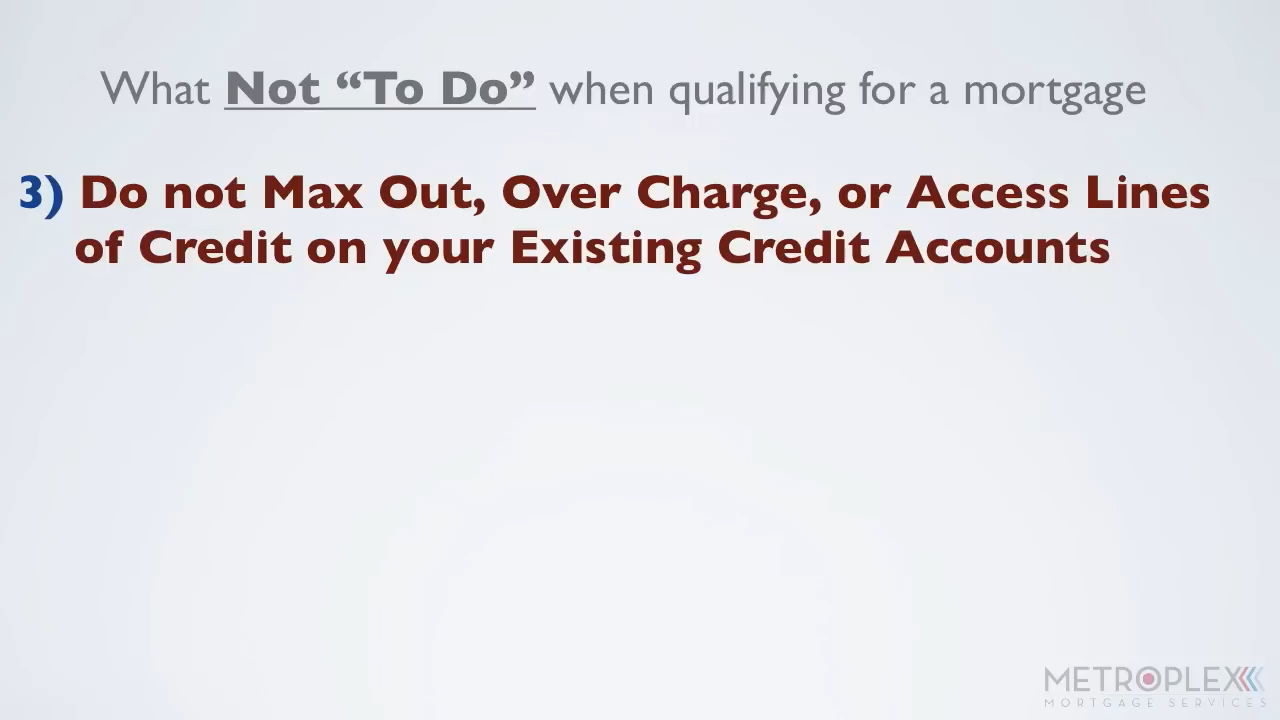 What Not “To Do” when qualifying for a mortgage
3) Do not Max Out, Over Charge, or Access Lines
of Credit on your Existing Credit Accounts
METROPLEX
MORTGAGE SERVICES